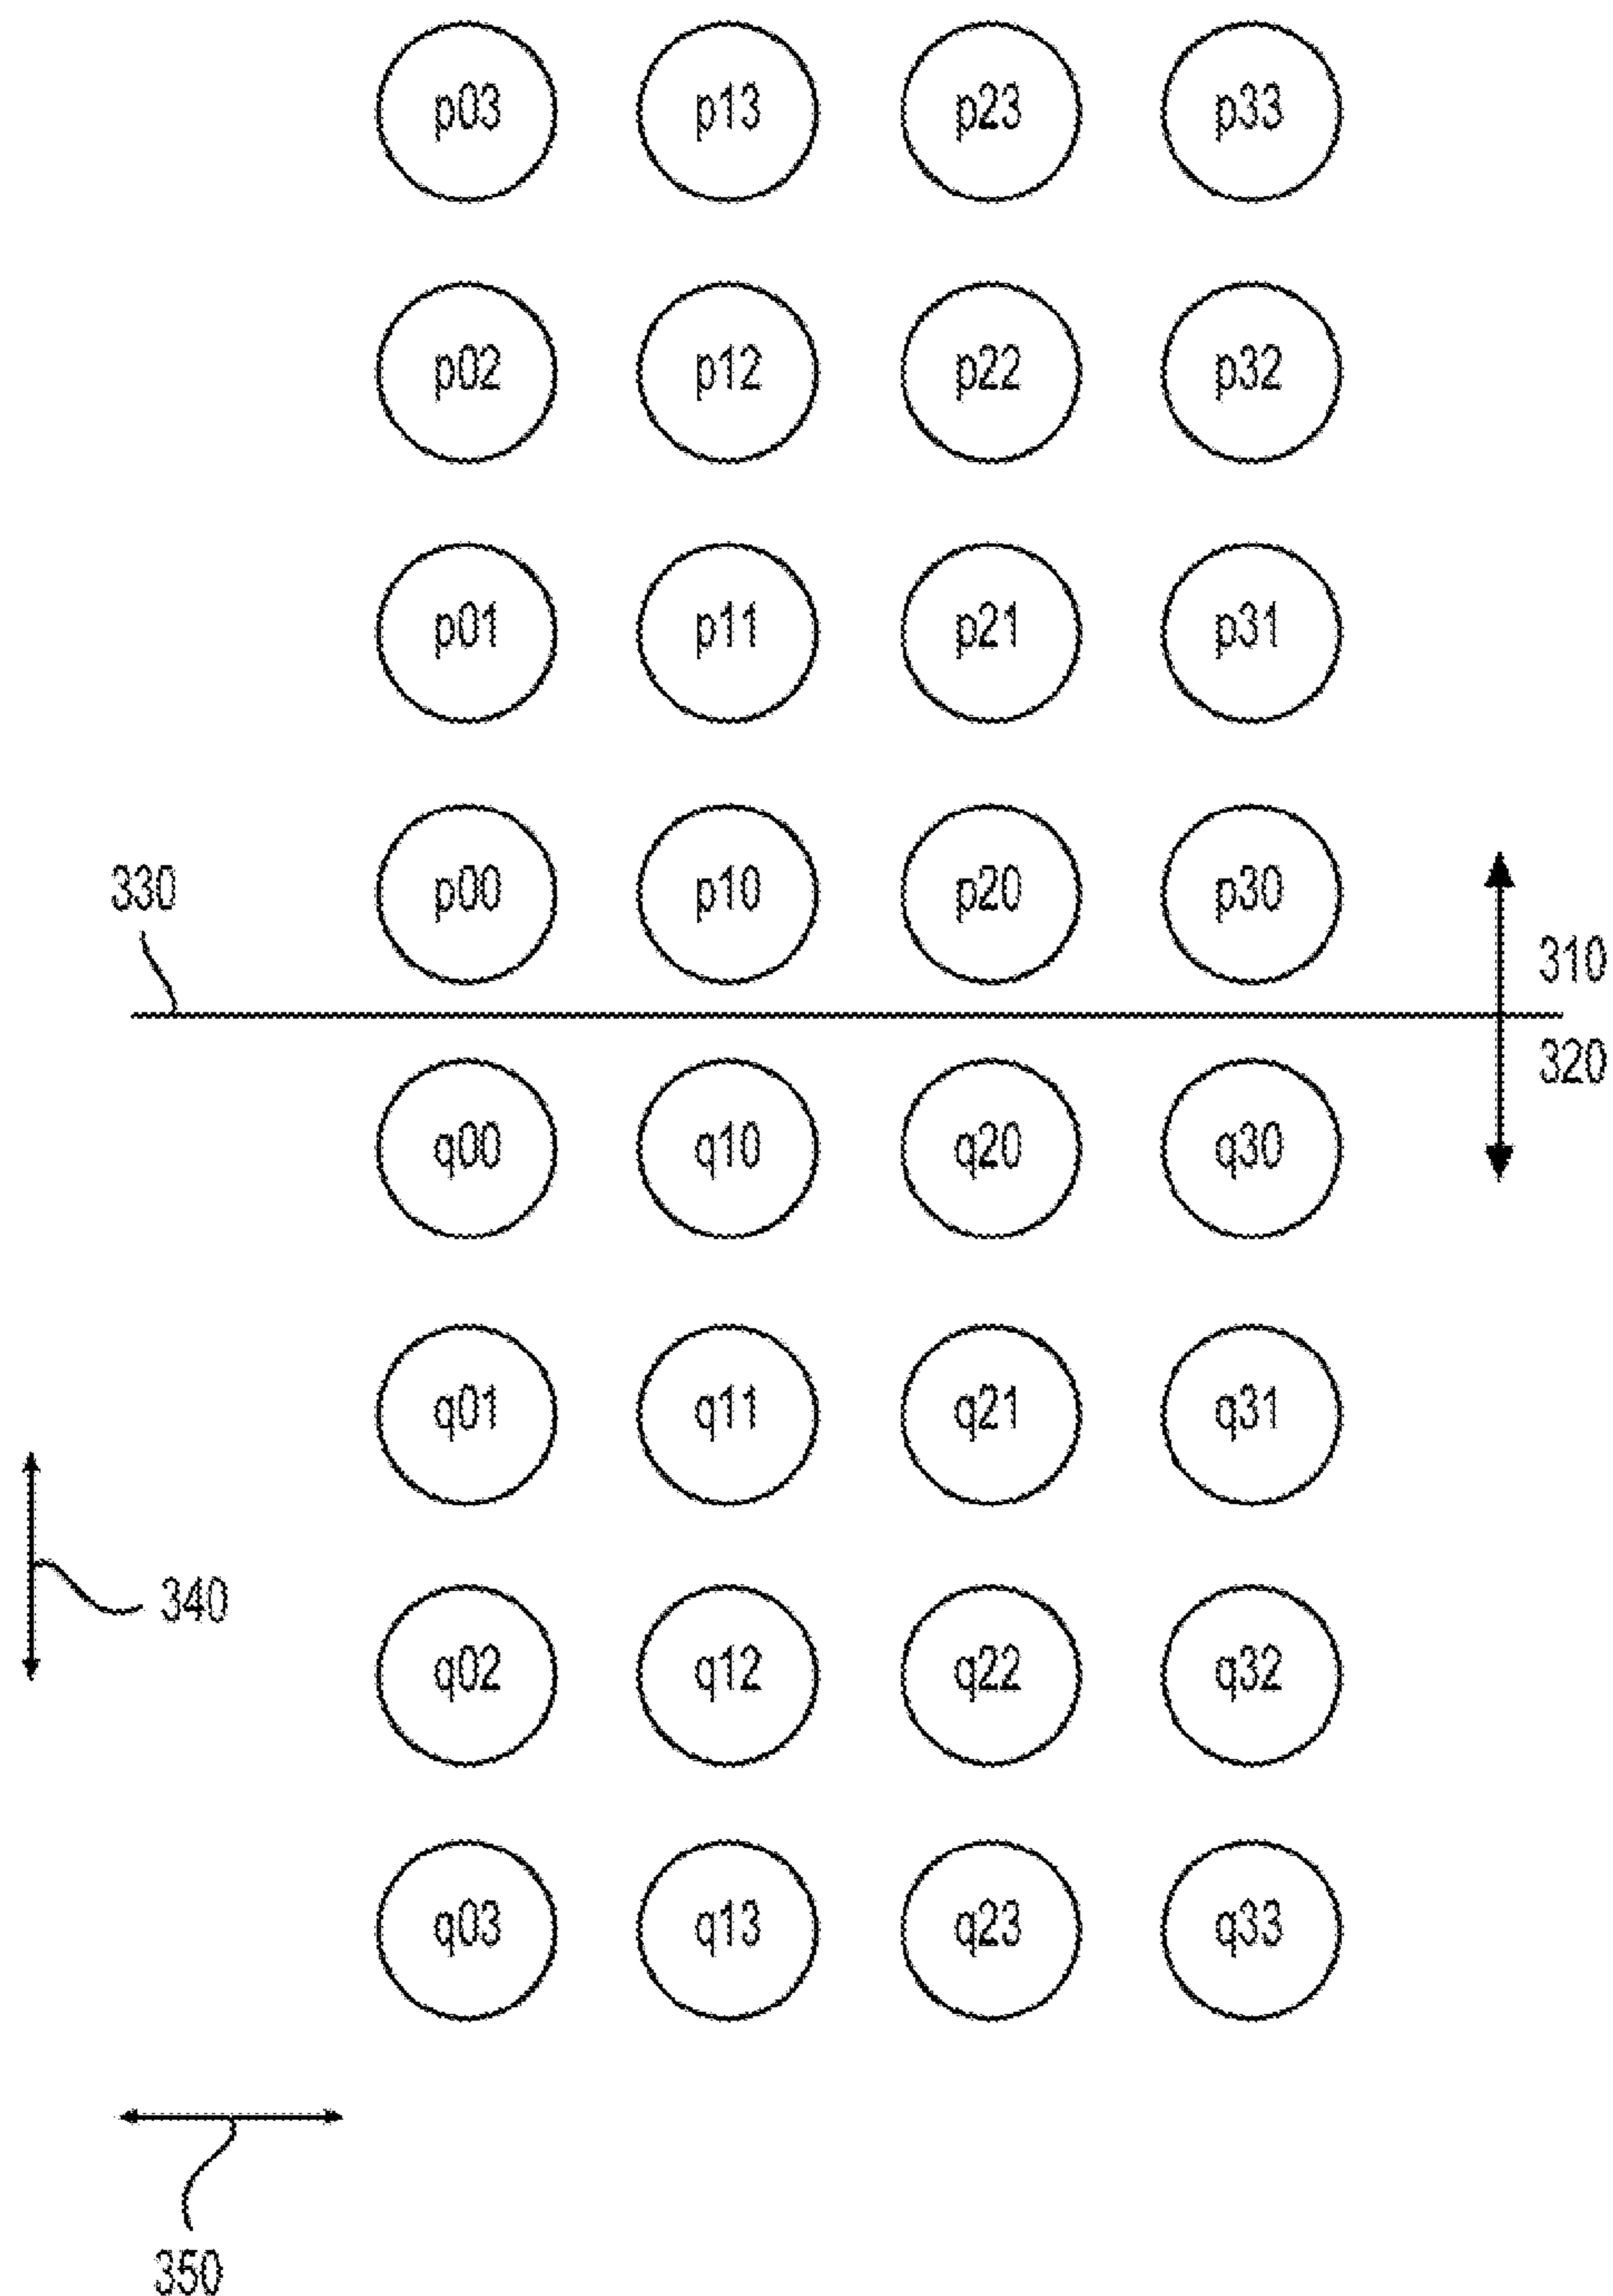 p03 p13 p23 p33
p02 p12 p22 p32
p01 p11 p21 p31
330 p00 p10 p20 p30
310
320
q00 q10 q20 q30
q01 q11 q21 q31
340
q02 q12 q22 q32
q03 q13 q23 q33
350